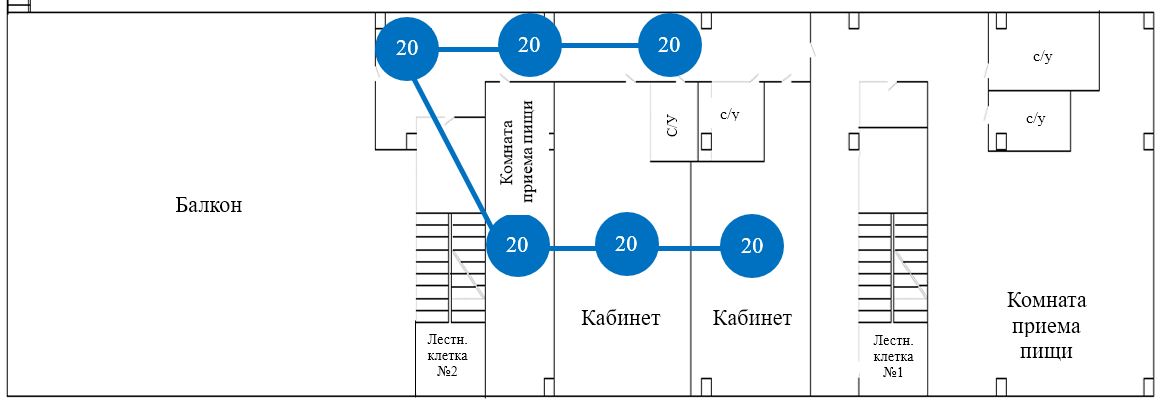 20
20
20
с/у
с/у
с/у
с/у
Комната
приема пищи
Балкон
20
20
20
Кабинет
Кабинет
Комната
приема
пищи
Лестн.
клетка
№2
Лестн.
клетка
№1